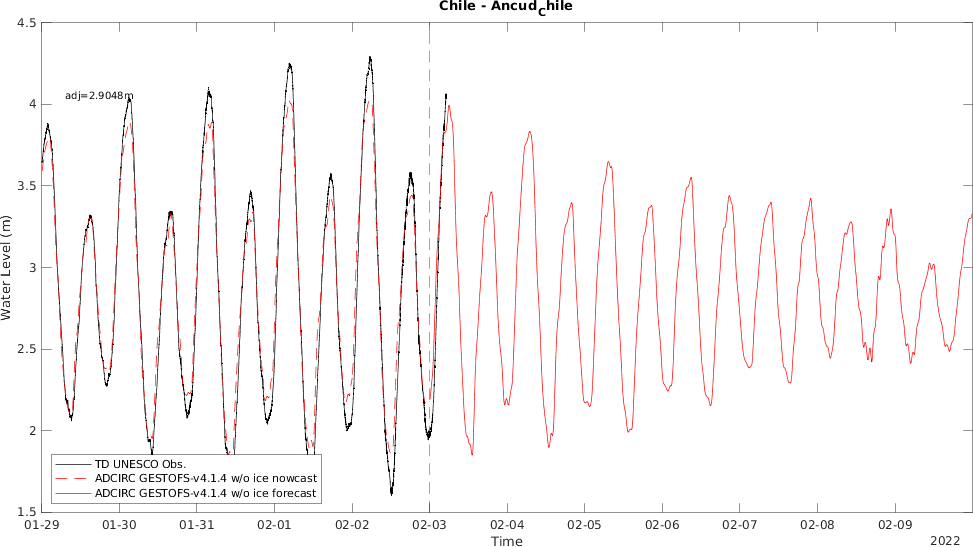 Chile - Ancud_Chile
4.5
adj=2.9048m
4
3.5
Water Level (m)
3
2.5
2
TD UNESCO Obs.
ADCIRC GESTOFS-v4.1.4 w/o ice nowcast
ADCIRC GESTOFS-v4.1.4 w/o ice forecast
1.5
01-29 01-30 01-31 02-01 02-02 02-03 02-04 02-05 02-06 02-07 02-08 02-09
Time
2022